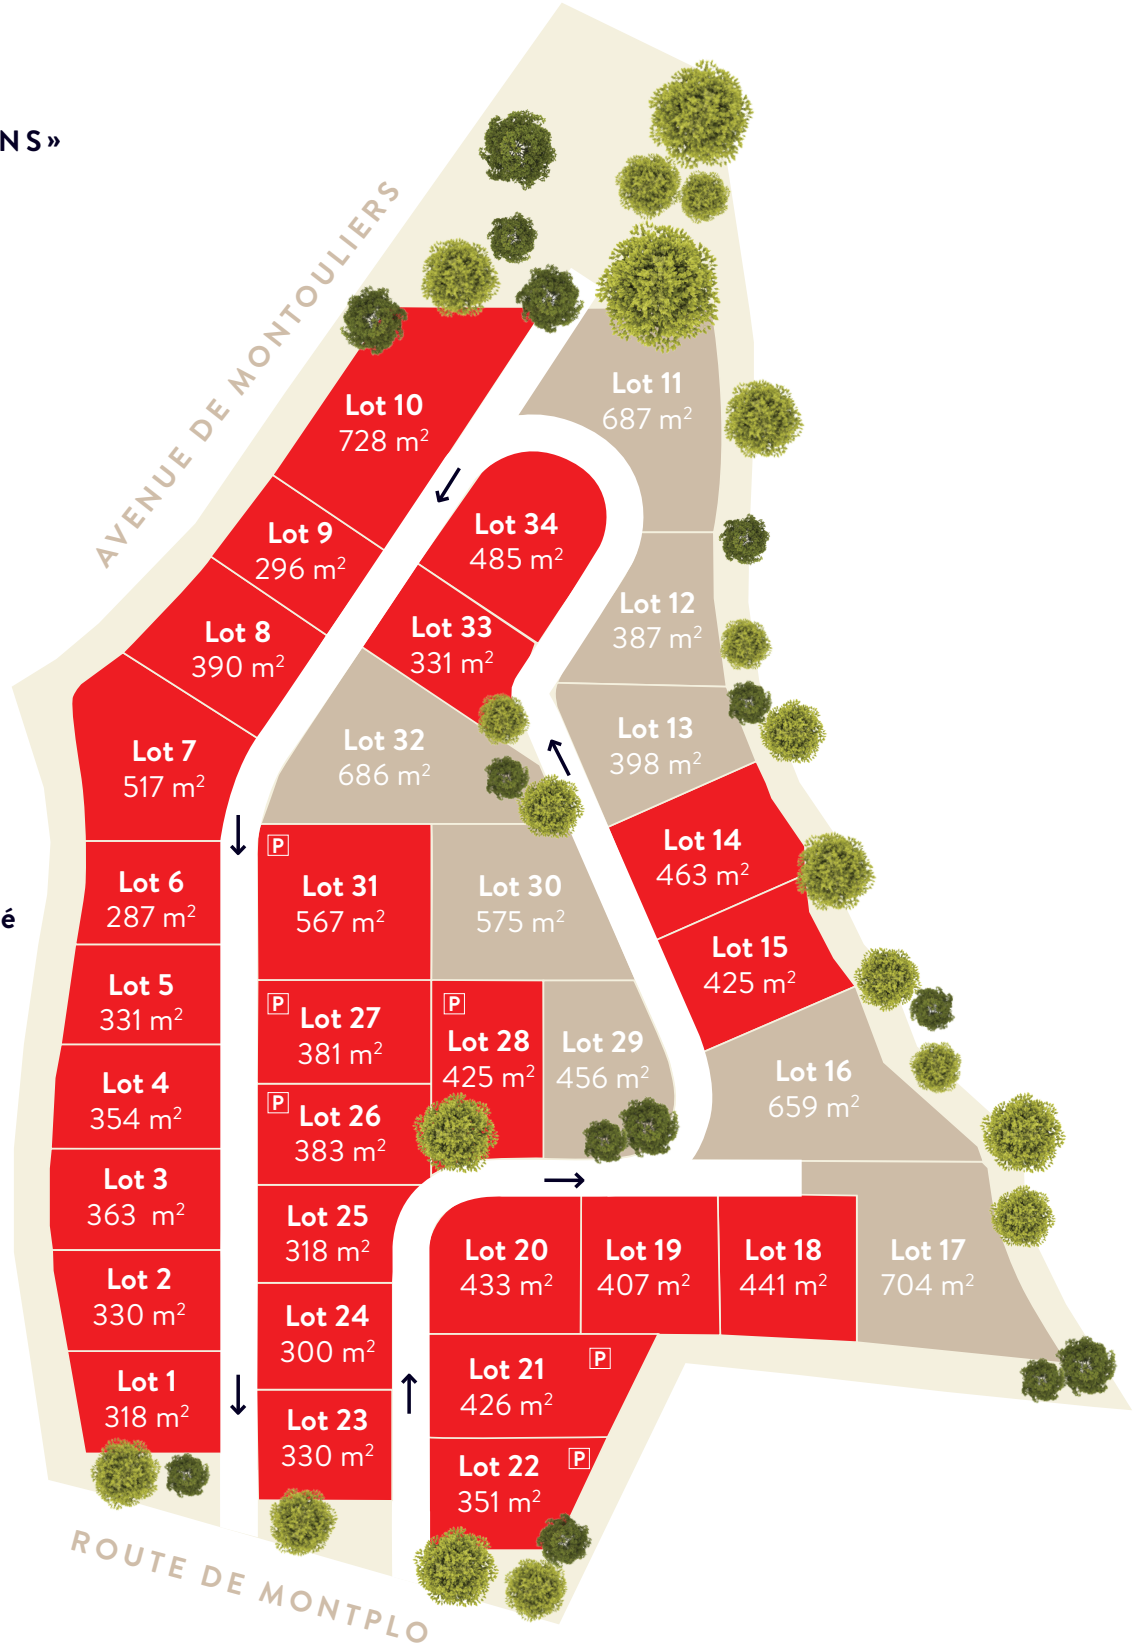 NS»
AVENUE DE MONTOULIERS
Lot 10
728 m²
Lot 11
687 m²
Lot 9
296 m²
Lot 34
485 m²
Lot 8
390 m²
Lot 33
331 m²
Lot 12
387 m²
Lot 7
517 m²
Lot 32
686 m²
Lot 13
398 m²
Lot 14
463 m²
P
Lot 6
287 m²
Lot 31
567 m²
Lot 30
575 m²
é
Lot 15
425 m²
Lot 5
331 m²
P
Lot 27
381 m²
P
Lot 28
425 m²
Lot 29
456 m²
Lot 16
659 m²
Lot 4
354 m²
P
Lot 26
383 m²
Lot 3
363 m²
Lot 25
318 m²
Lot 20
433 m²
Lot 19
407 m²
Lot 18
441 m²
Lot 17
704 m²
Lot 2
330 m²
Lot 24
300 m²
Lot 21
426 m²
P
Lot 1
318 m²
Lot 23
330 m²
Lot 22
351 m²
P
ROUTE DE MONTPLO